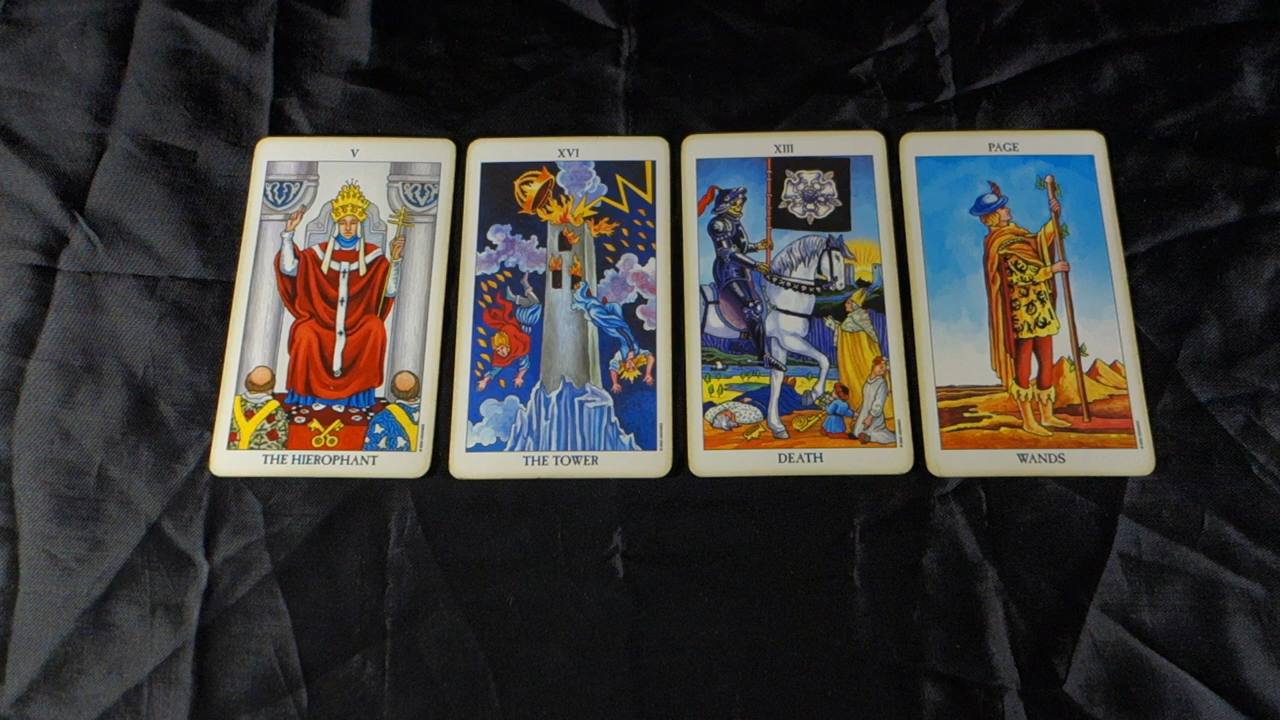 V
THE HIEROPHANT
XVI
THE TOWER
XIII
DEATH
PAGE
WANDS